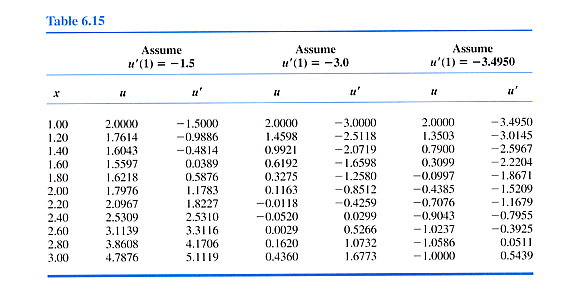 Table 6.15
Assume Assume Assume
u′(1) = −1.5 u′(1) = −3.0 u′(1) = −3.4950
x u u′ u u′ u u′
1.00 2.0000 −1.5000 2.0000 −3.0000 2.0000 −3.4950
1.20 1.7614 −0.9886 1.4598 −2.5118 1.3503 −3.0145
1.40 1.6043 −0.4814 0.9921 −2.0719 0.7900 −2.5967
1.60 1.5597 0.0389 0.6192 −1.6598 0.3099 −2.2204
1.80 1.6218 0.5876 0.3275 −1.2580 −0.0997 −1.8671
2.00 1.7976 1.1783 0.1163 −0.8512 −0.4385 −1.5209
2.20 2.0967 1.8227 −0.0118 −0.4259 −0.7076 −1.1679
2.40 2.5309 2.5310 −0.0520 0.0299 −0.9043 −0.7955
2.60 3.1139 3.3116 0.0029 0.5266 −1.0237 −0.3925
2.80 3.8608 4.1706 0.1620 1.0732 −1.0586 0.0511
3.00 4.7876 5.1119 0.4360 1.6773 −1.0000 0.5439